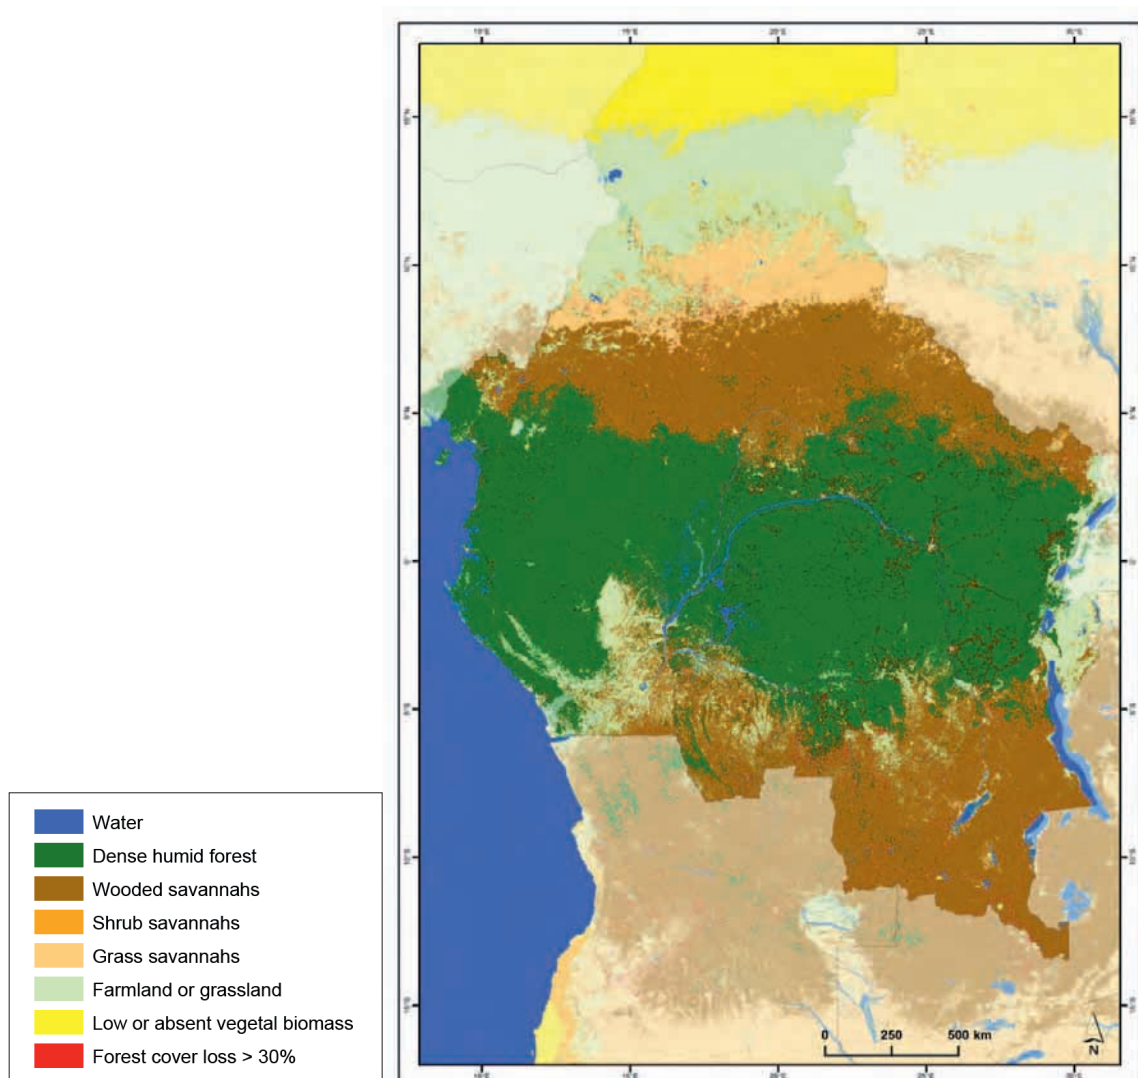 Water
Dense humid forest
Wooded savannahs
Shrub savannahs
Grass savannahs
Farmland or grassland
Low or absent vegetal biomass
Forest cover loss > 30%
0 250 500 km
N